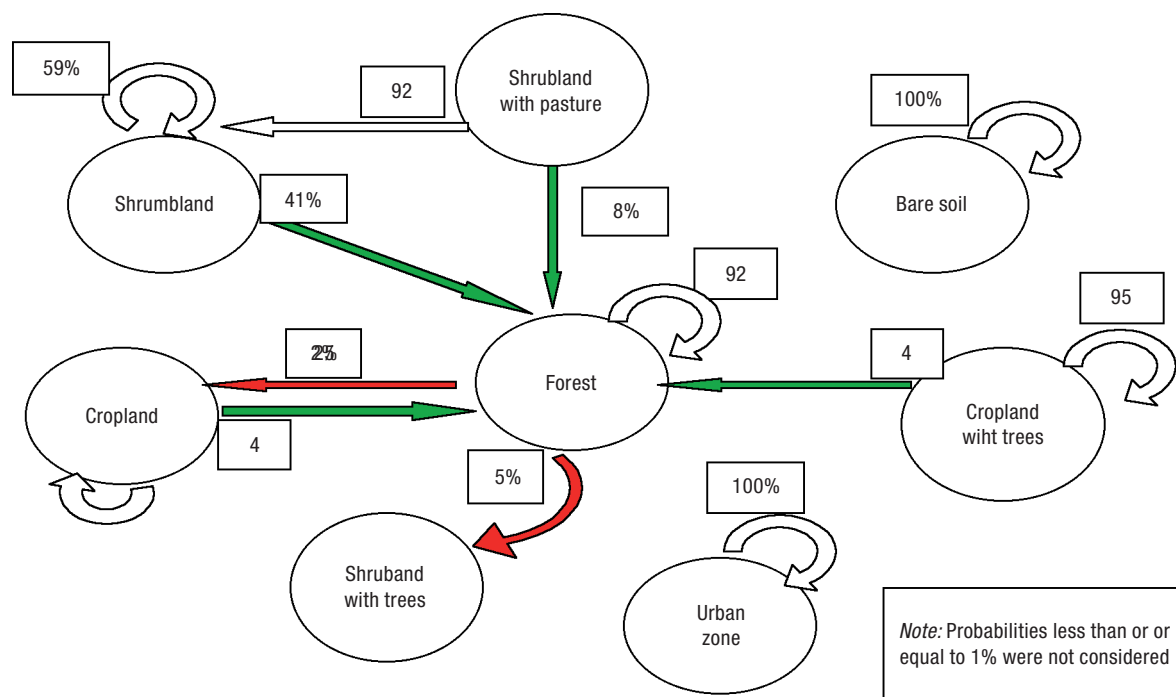 59%
92
Shrubland
with pasture
100%
Shrumbland
41%
8%
Bare soil
92
95
Forest
4
Cropland
4
Cropland
wiht trees
5%
100%
Shruband
with trees
Urban
zone
Note: Probabilities less than or or
equal to 1% were not considered